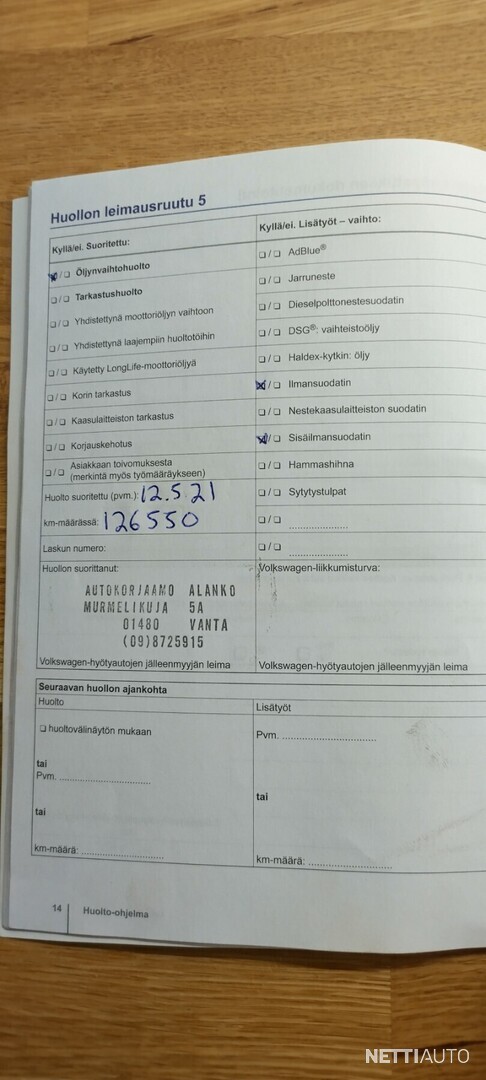 Huollon leimausruutu 5
Kyllä/ei. Suoritettu:
❏/❏ Öljynvaihtohuolto
❏/❏ Tarkastushuolto
❏/❏ Yhdistettynä moottoriöljyn vaihtoon
❏/❏ Yhdistettynä laajempiin huoltotöihin
❏/❏ Käytetty LongLife-moottoriöljyä
❏/❏ Korin tarkastus
❏/❏ Kaasulaitteiston tarkastus
❏/❏ Korjauskehotus
❏/❏ Asiakkaan toivomuksesta
(merkintä myös työmääräykseen)
Huolto suoritettu (pvm.): 12.5.21
km-määrässä: 126550
Laskun numero:
Huollon suorittanut:
AUTOKORJAAMO ALANKO
MURMELIKUJA 5A
01480 VANTA
(09)8725915
Volkswagen-hyötyautojen jälleenmyyjän leima
Kyllä/ei. Lisätyöt – vaihto:
❏/❏ AdBlue®
❏/❏ Jarruneste
❏/❏ Dieselpolttonestesuodatin
❏/❏ DSG®: vaihteistoöljy
❏/❏ Haldex-kytkin: öljy
☒/❏ Ilmansuodatin
❏/❏ Nestekaasulaitteiston suodatin
☒/❏ Sisäilmansuodatin
❏/❏ Hammashihna
❏/❏ Sytytystulpat
❏/❏ ....................
❏/❏ ....................
Volkswagen-liikkumisturva:
Volkswagen-hyötyautojen jälleenmyyjän leima
Seuraavan huollon ajankohta
Huolto
❏ huoltovälinäytön mukaan
tai
Pvm. ................................
tai
km-määrä: ............................
Lisätyöt
Pvm. ................................
tai
km-määrä: ............................
14 Huolto-ohjelma
NETTIAUTO